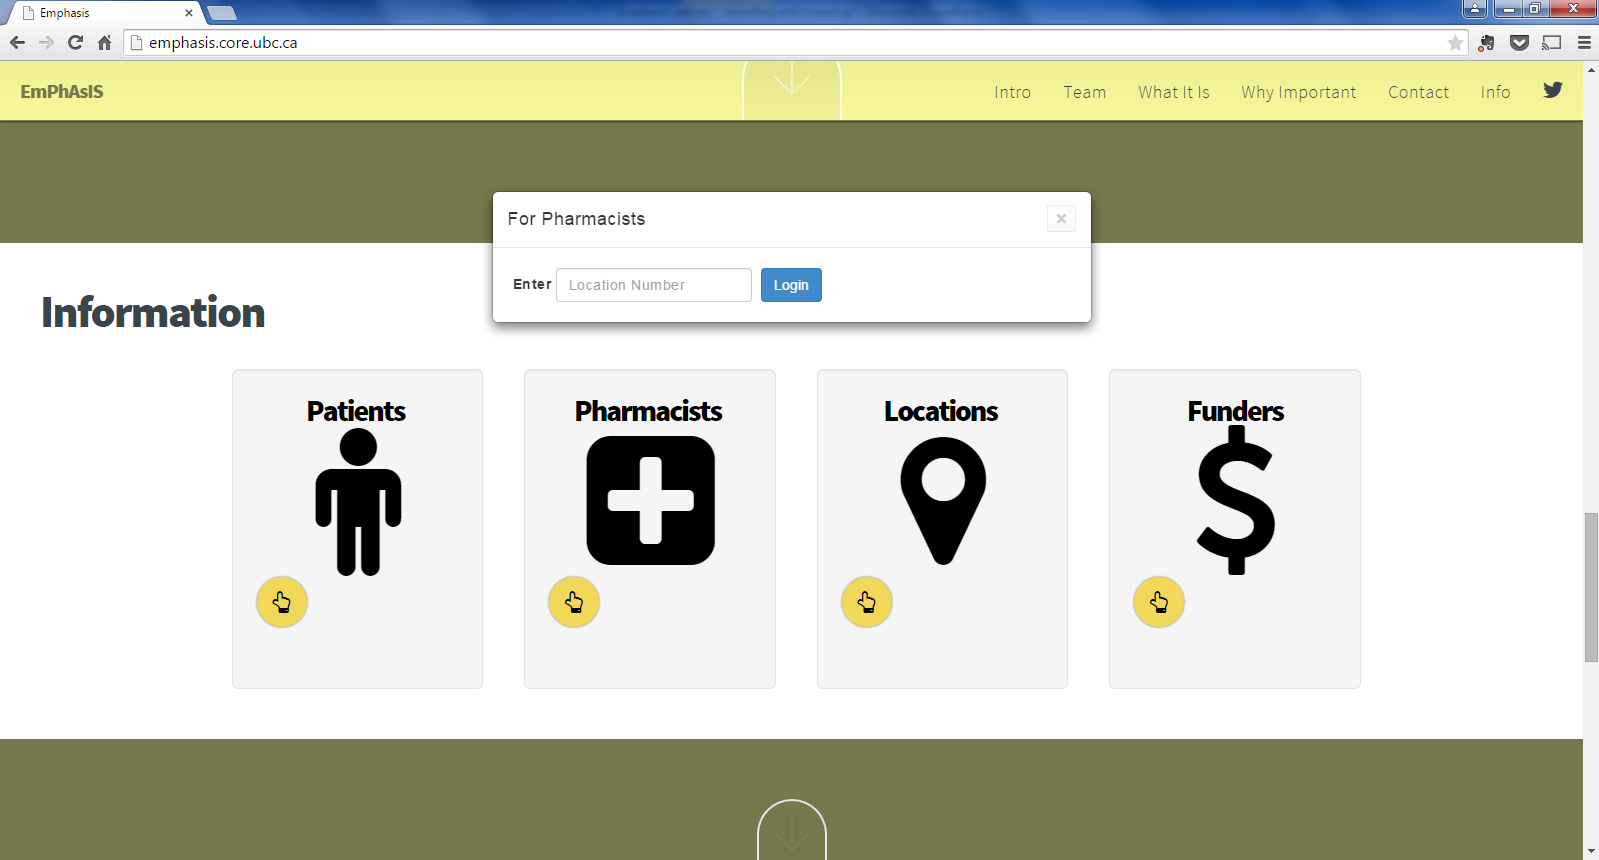 Emphasis
emphasis.core.ubc.ca
EmPhAsIS
Intro Team What It Is Why Important Contact Info
For Pharmacists
Enter Location Number Login
Information
Patients Pharmacists Locations Funders